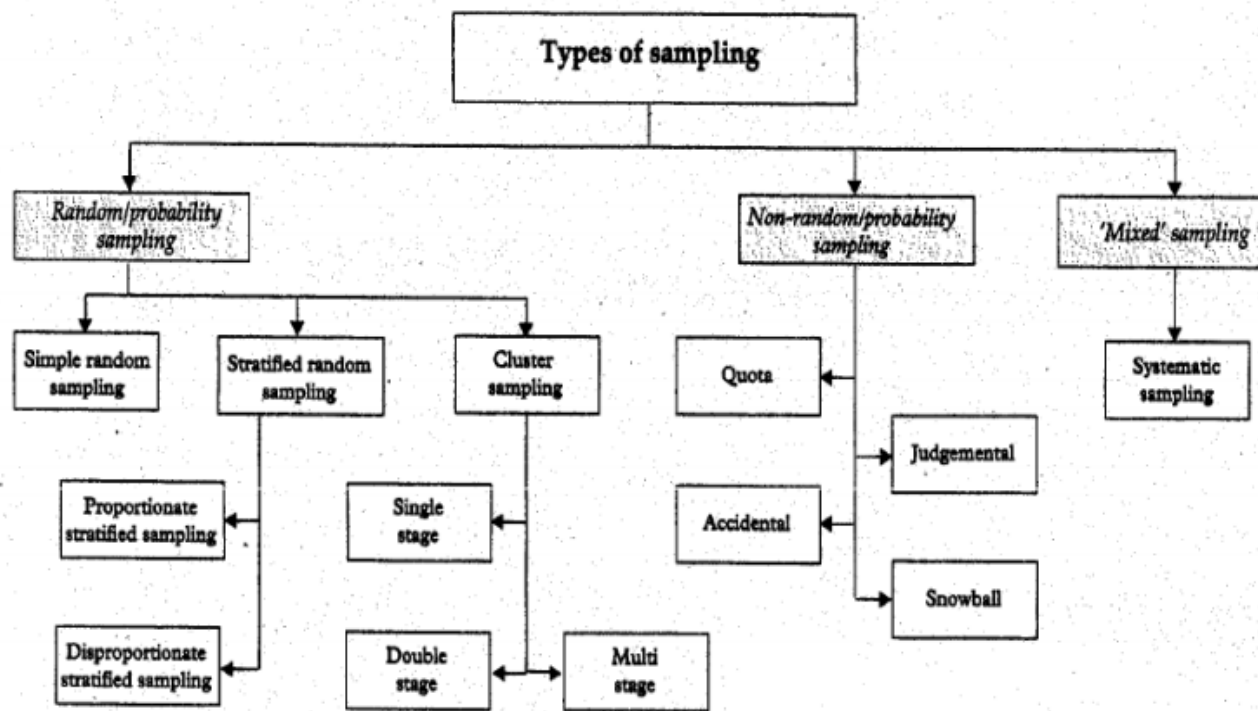 Types of sampling
Random/probability
sampling
Non-random/probability
sampling
'Mixed' sampling
Simple random
sampling
Stratified random
sampling
Cluster
sampling
Quota
Systematic
sampling
Judgemental
Proportionate
stratified sampling
Single
stage
Accidental
Snowball
Disproportionate
stratified sampling
Double
stage
Multi
stage